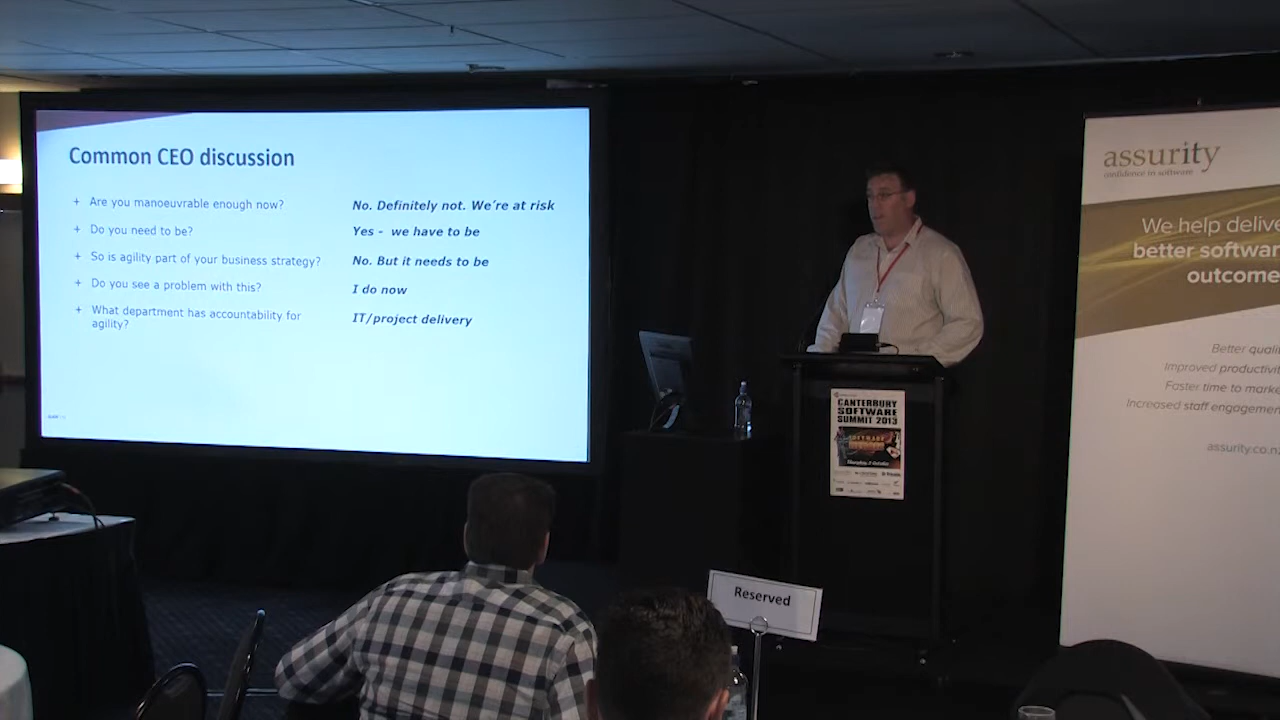 Common CEO discussion
+ Are you manoeuvrable enough now? No. Definitely not. We're at risk
+ Do you need to be? Yes - we have to be
+ So is agility part of your business strategy? No. But it needs to be
+ Do you see a problem with this? I do now
+ What department has accountability for IT/project delivery
agility?
assurity
confidence in software
We help delive
better softwar
outcome
Better quali
Improved productivit
Faster time to marke
Increased staff engagemen
assurity.co.nz
CANTERBURY
SOFTWARE
SUMMIT 2013
SOFTWARE
Reserved